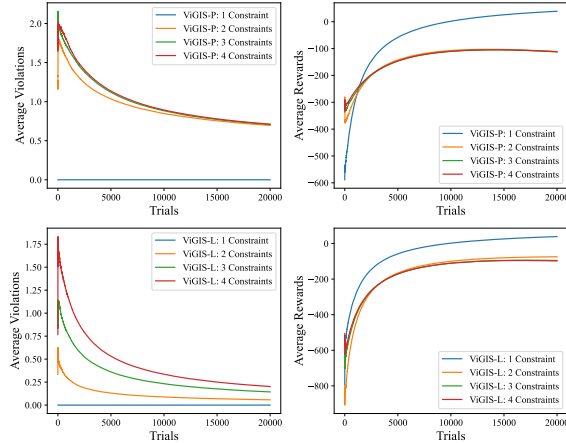 ViGIS-P: 1 Constraint
ViGIS-P: 2 Constraints
ViGIS-P: 3 Constraints
ViGIS-P: 4 Constraints
Average Violations
2.0
1.5
1.0
0.5
0.0
0 5000 10000 15000 20000
Trials
Average Rewards
0
−100
−200
−300
−400
−500
−600
ViGIS-P: 1 Constraint
ViGIS-P: 2 Constraints
ViGIS-P: 3 Constraints
ViGIS-P: 4 Constraints
0 5000 10000 15000 20000
Trials
ViGIS-L: 1 Constraint
ViGIS-L: 2 Constraints
ViGIS-L: 3 Constraints
ViGIS-L: 4 Constraints
Average Violations
1.75
1.50
1.25
1.00
0.75
0.50
0.25
0.00
0 5000 10000 15000 20000
Trials
Average Rewards
0
−200
−400
−600
−800
ViGIS-L: 1 Constraint
ViGIS-L: 2 Constraints
ViGIS-L: 3 Constraints
ViGIS-L: 4 Constraints
0 5000 10000 15000 20000
Trials